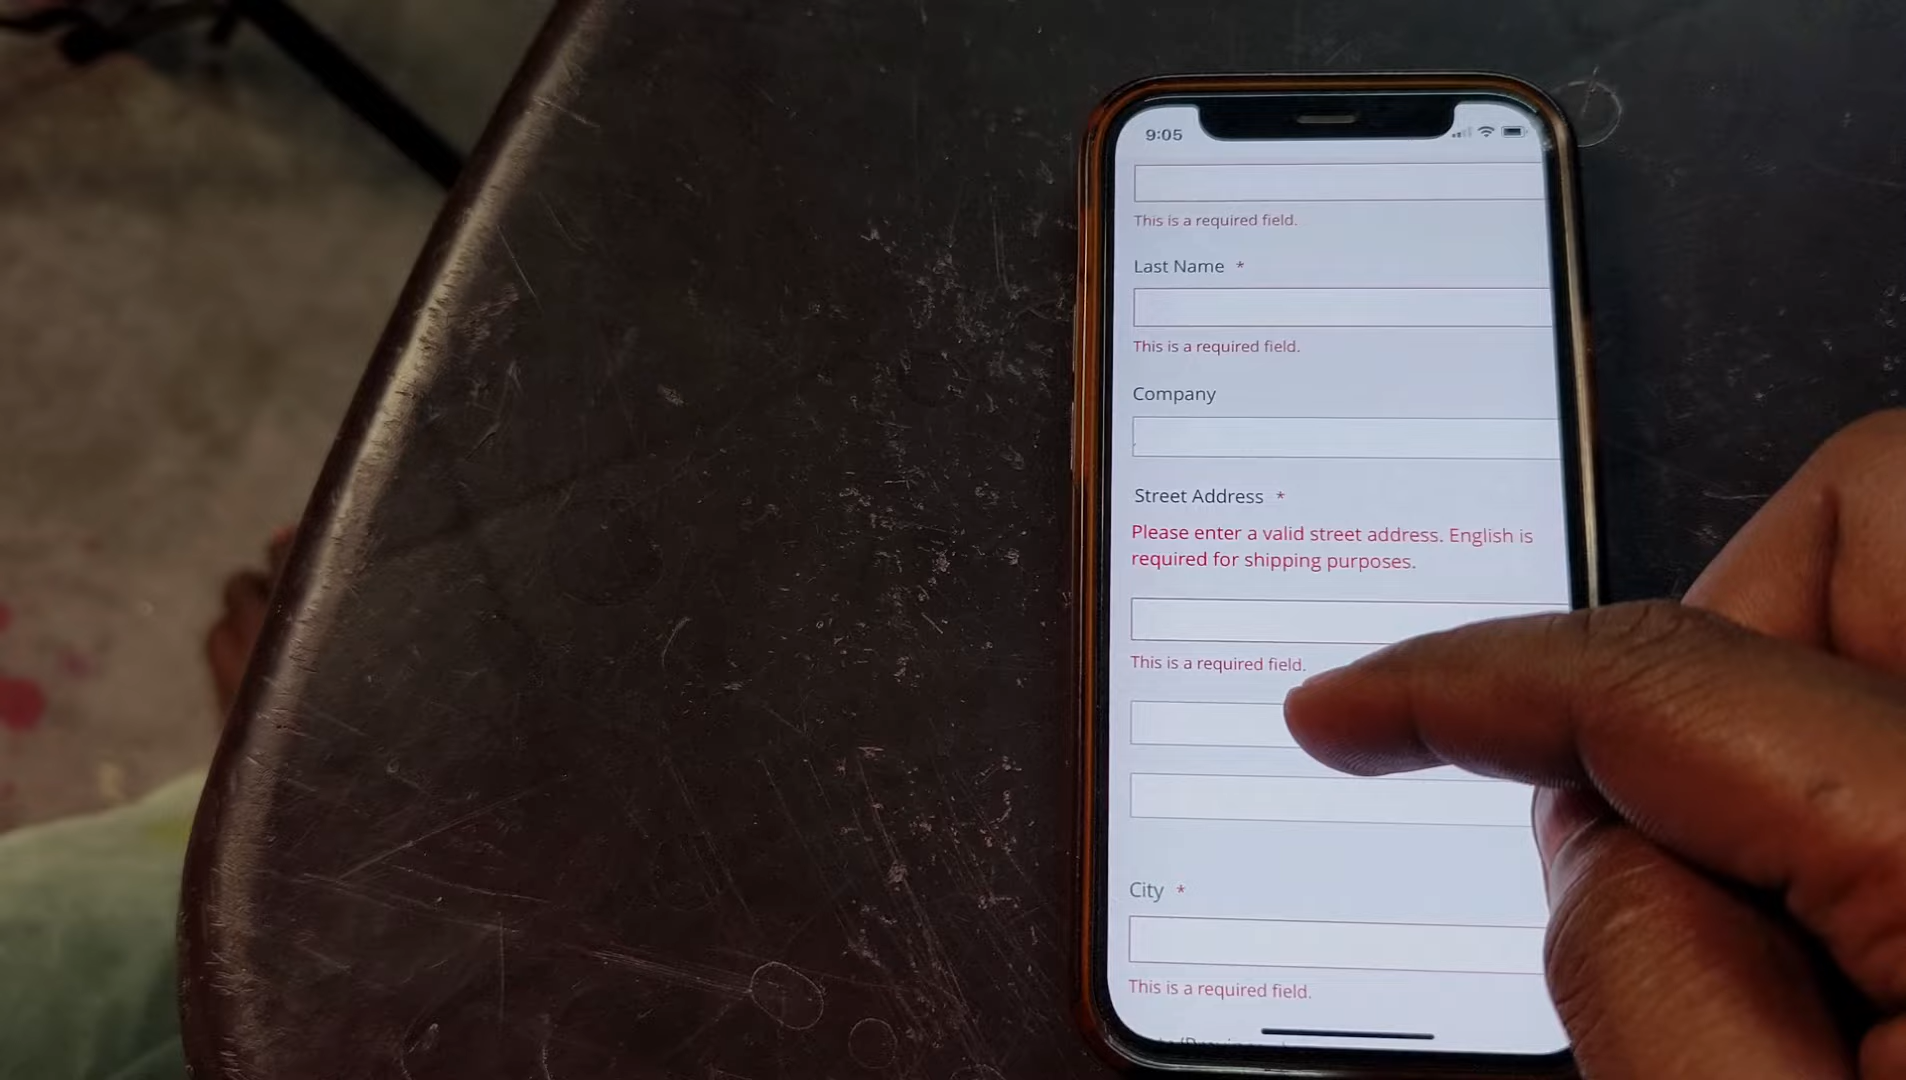 9:05
This is a required field.
Last Name *
This is a required field.
Company
Street Address *
Please enter a valid street address. English is
required for shipping purposes.
This is a required field.
City *
This is a required field.